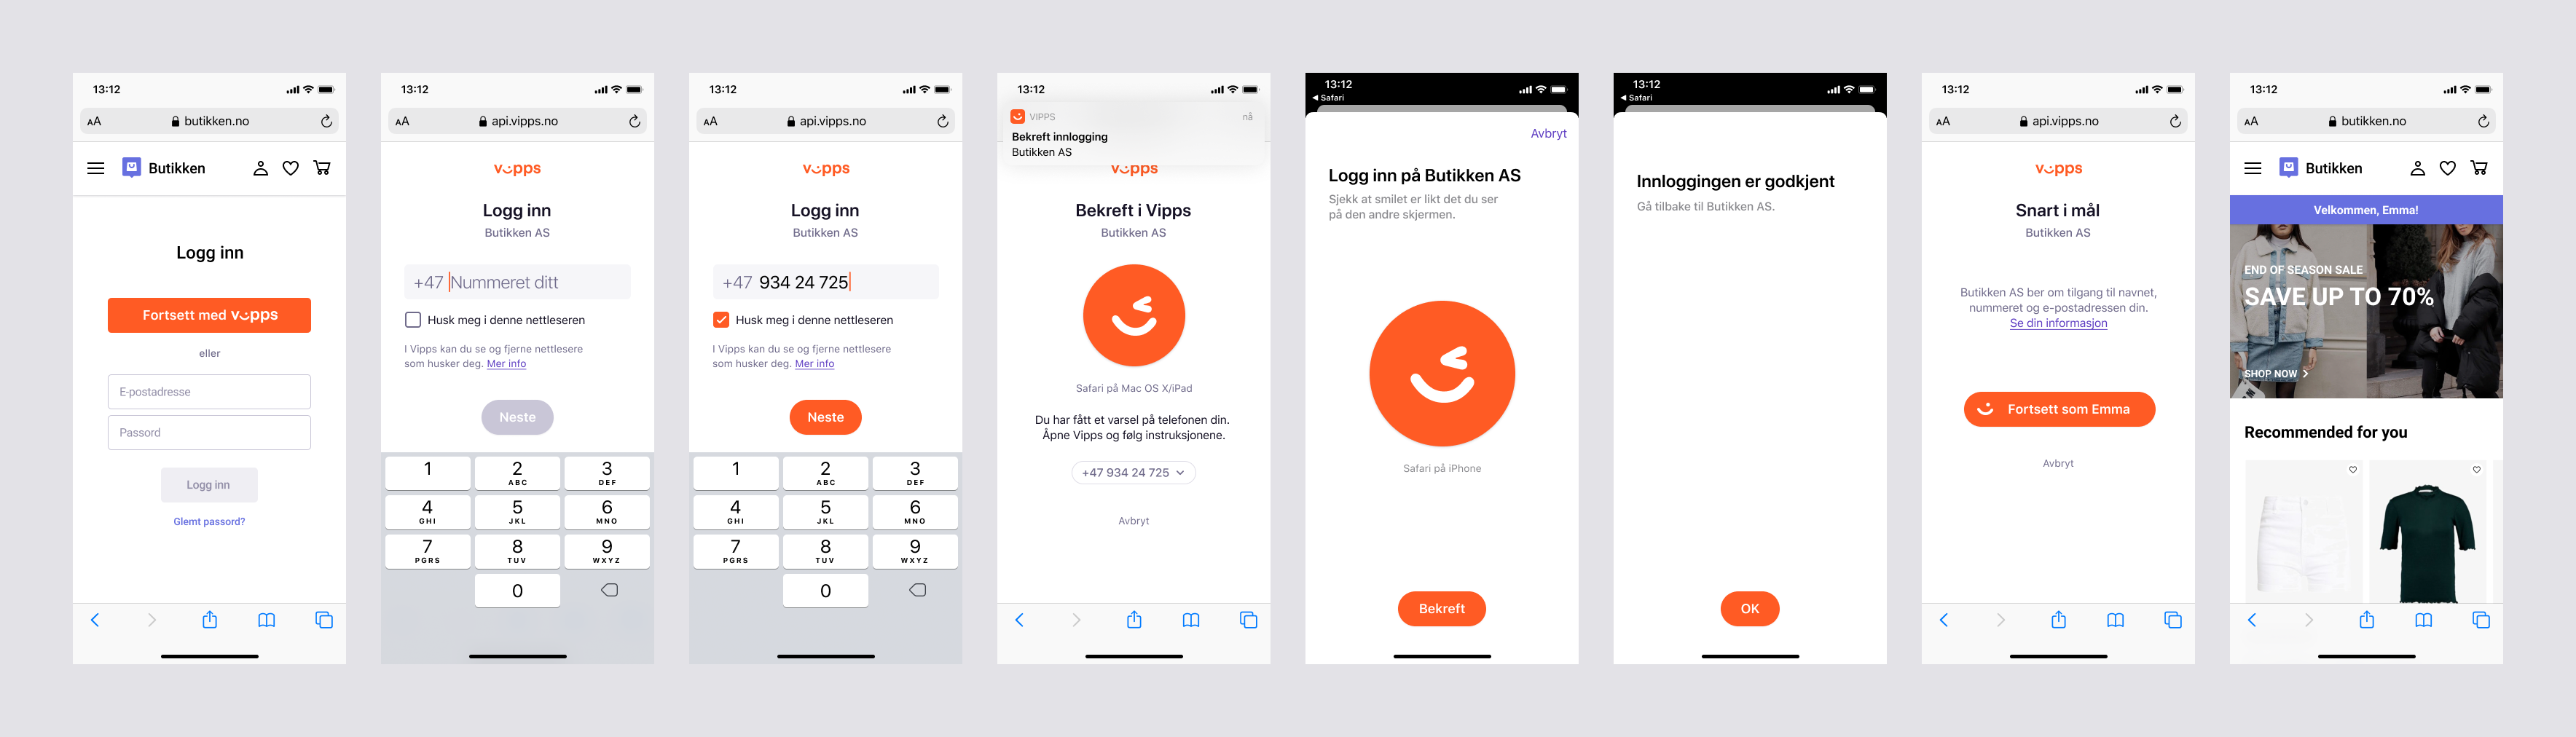 13:12
AA butikken.no
Butikken
Logg inn
Fortsett med vipps
eller
E-postadresse
Passord
Logg inn
Glemt passord?
13:12
AA api.vipps.no
vipps
Logg inn
Butikken AS
+47 Nummeret ditt
Husk meg i denne nettleseren
I Vipps kan du se og fjerne nettlesere
som husker deg. Mer info
Neste
1 2 3
ABC DEF
4 5 6
GHI JKL MNO
7 8 9
PGRS TUV WXYZ
0
13:12
AA api.vipps.no
vipps
Logg inn
Butikken AS
+47 934 24 725
Husk meg i denne nettleseren
I Vipps kan du se og fjerne nettlesere
som husker deg. Mer info
Neste
1 2 3
ABC DEF
4 5 6
GHI JKL MNO
7 8 9
PGRS TUV WXYZ
0
13:12
VIPPS nå
Bekreft innlogging
Butikken AS
vipps
Bekreft i Vipps
Butikken AS
Safari på Mac OS X/iPad
Du har fått et varsel på telefonen din.
Åpne Vipps og følg instruksjonene.
+47 934 24 725
Avbryt
13:12
Safari
Avbryt
Logg inn på Butikken AS
Sjekk at smilet er likt det du ser
på den andre skjermen.
Safari på iPhone
Bekreft
13:12
Safari
Innloggingen er godkjent
Gå tilbake til Butikken AS.
OK
13:12
AA api.vipps.no
vipps
Snart i mål
Butikken AS
Butikken AS ber om tilgang til navnet,
nummeret og e-postadressen din.
Se din informasjon
Fortsett som Emma
Avbryt
13:12
AA butikken.no
Butikken
Velkommen, Emma!
END OF SEASON SALE
SAVE UP TO 70%
SHOP NOW
Recommended for you